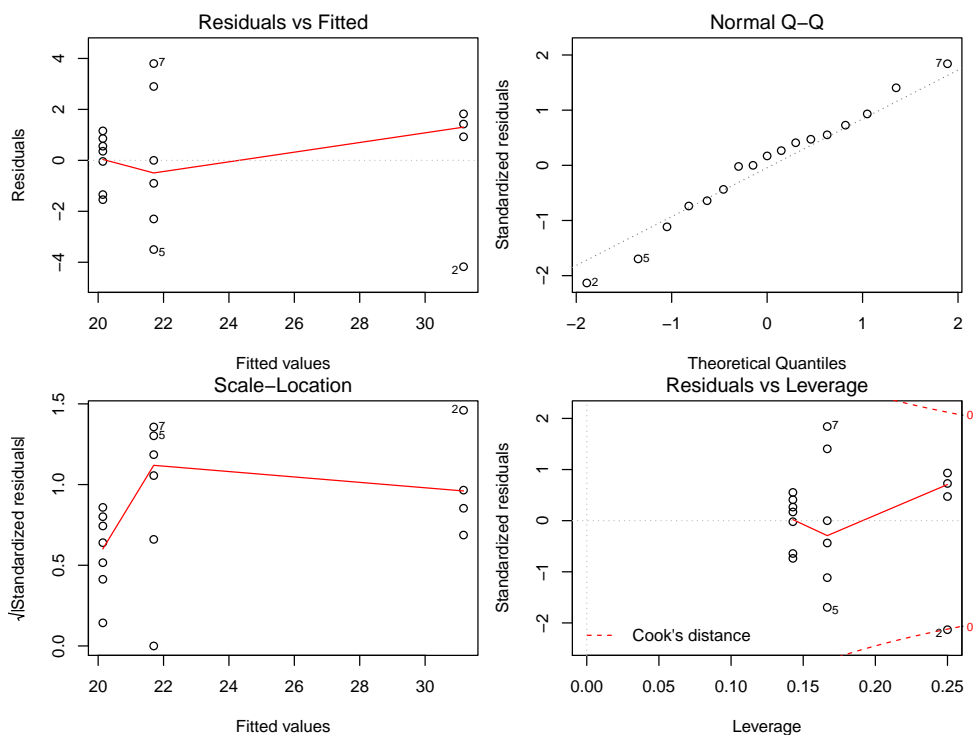 Residuals vs Fitted
Residuals
4
2
0
−2
−4
7
5
2
20 22 24 26 28 30
Fitted values
Normal Q−Q
Standardized residuals
2
1
0
−1
−2
7
5
2
−2 −1 0 1 2
Theoretical Quantiles
Scale−Location
√|Standardized residuals|
1.5
1.0
0.5
0.0
2
7
5
20 22 24 26 28 30
Fitted values
Residuals vs Leverage
Standardized residuals
2
1
0
−1
−2
7
5
2
0
0
Cook's distance
0.00 0.05 0.10 0.15 0.20 0.25
Leverage